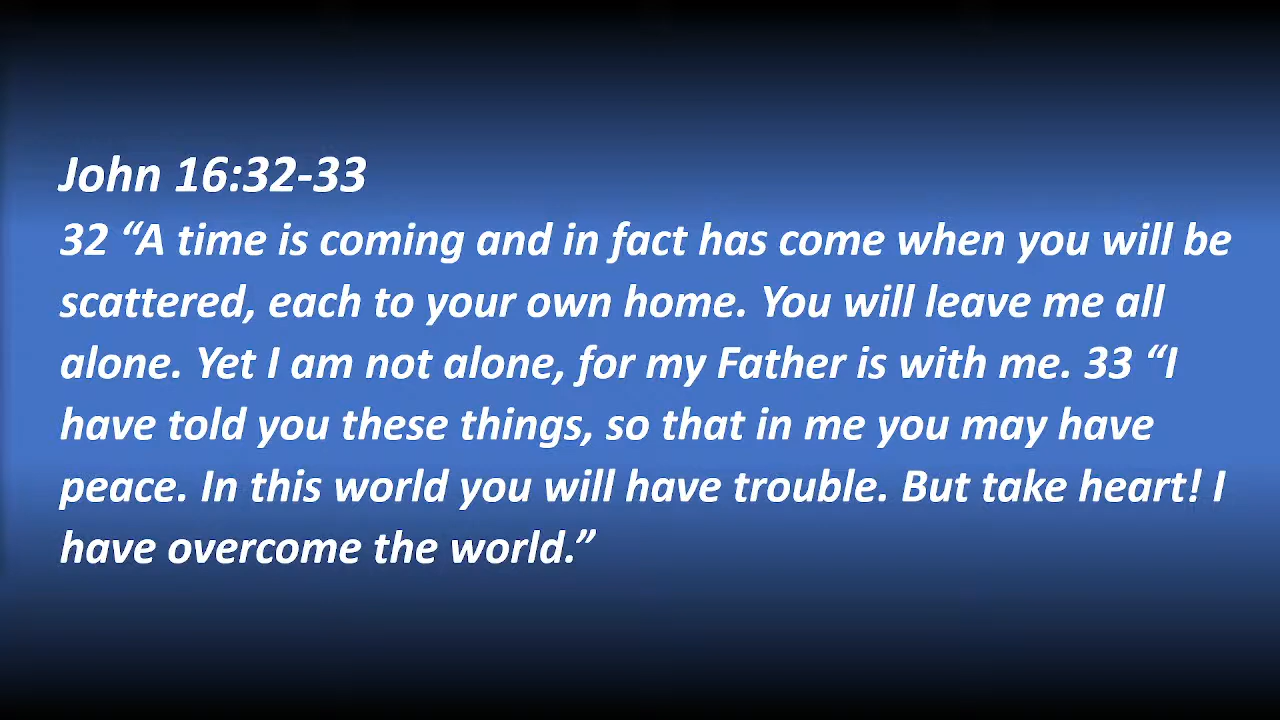 John 16:32-33
32 “A time is coming and in fact has come when you will be
scattered, each to your own home. You will leave me all
alone. Yet I am not alone, for my Father is with me. 33 “I
have told you these things, so that in me you may have
peace. In this world you will have trouble. But take heart! I
have overcome the world.”